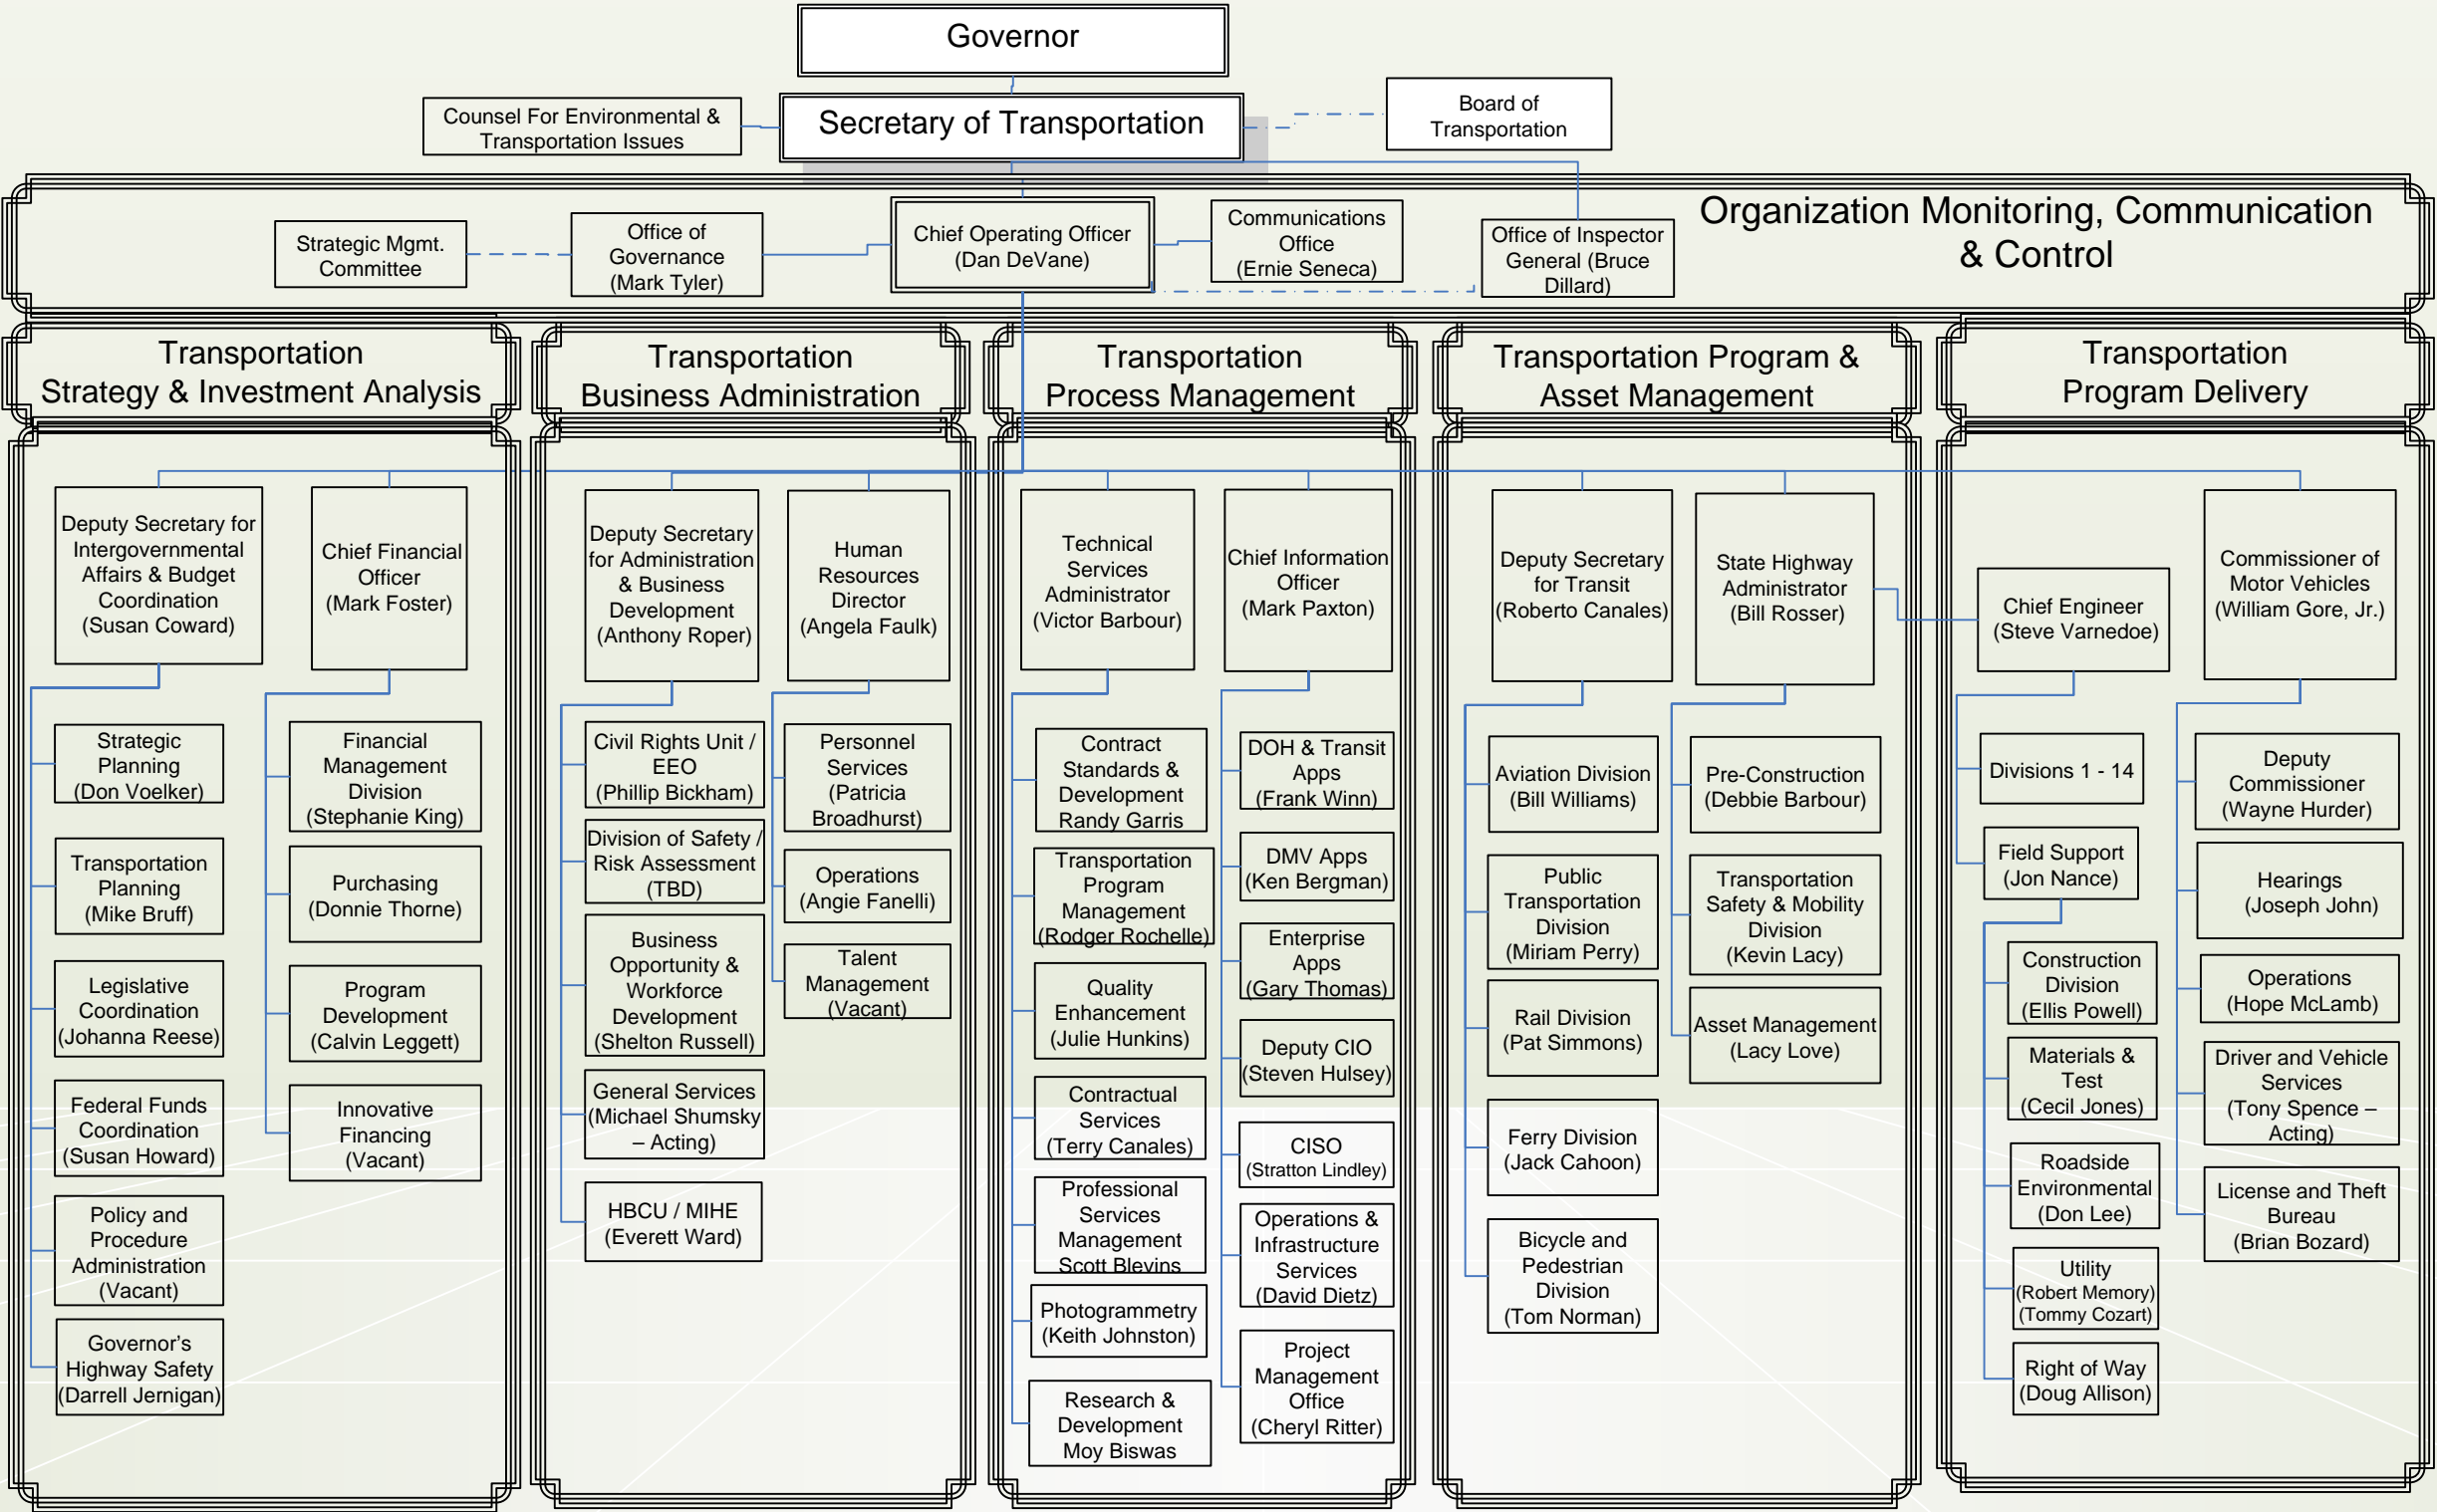 Governor
Counsel For Environmental &
Transportation Issues
Secretary of Transportation
Board of
Transportation
Organization Monitoring, Communication
& Control
Strategic Mgmt.
Committee
Office of
Governance
(Mark Tyler)
Chief Operating Officer
(Dan DeVane)
Communications
Office
(Ernie Seneca)
Office of Inspector
General (Bruce
Dillard)
Transportation
Strategy & Investment Analysis
Transportation
Business Administration
Transportation
Process Management
Transportation Program &
Asset Management
Transportation
Program Delivery
Deputy Secretary for
Intergovernmental
Affairs & Budget
Coordination
(Susan Coward)
Chief Financial
Officer
(Mark Foster)
Deputy Secretary
for Administration
& Business
Development
(Anthony Roper)
Human
Resources
Director
(Angela Faulk)
Technical
Services
Administrator
(Victor Barbour)
Chief Information
Officer
(Mark Paxton)
Deputy Secretary
for Transit
(Roberto Canales)
State Highway
Administrator
(Bill Rosser)
Chief Engineer
(Steve Varnedoe)
Commissioner of
Motor Vehicles
(William Gore, Jr.)
Strategic
Planning
(Don Voelker)
Transportation
Planning
(Mike Bruff)
Legislative
Coordination
(Johanna Reese)
Federal Funds
Coordination
(Susan Howard)
Policy and
Procedure
Administration
(Vacant)
Governor's
Highway Safety
(Darrell Jernigan)
Financial
Management
Division
(Stephanie King)
Purchasing
(Donnie Thorne)
Program
Development
(Calvin Leggett)
Innovative
Financing
(Vacant)
Civil Rights Unit /
EEO
(Phillip Bickham)
Division of Safety /
Risk Assessment
(TBD)
Business
Opportunity &
Workforce
Development
(Shelton Russell)
General Services
(Michael Shumsky
– Acting)
HBCU / MIHE
(Everett Ward)
Personnel
Services
(Patricia
Broadhurst)
Operations
(Angie Fanelli)
Talent
Management
(Vacant)
Contract
Standards &
Development
Randy Garris
Transportation
Program
Management
(Rodger Rochelle)
Quality
Enhancement
(Julie Hunkins)
Contractual
Services
(Terry Canales)
Professional
Services
Management
Scott Blevins
Photogrammetry
(Keith Johnston)
Research &
Development
Moy Biswas
DOH & Transit
Apps
(Frank Winn)
DMV Apps
(Ken Bergman)
Enterprise
Apps
(Gary Thomas)
Deputy CIO
(Steven Hulsey)
CISO
(Stratton Lindley)
Operations &
Infrastructure
Services
(David Dietz)
Project
Management
Office
(Cheryl Ritter)
Aviation Division
(Bill Williams)
Public
Transportation
Division
(Miriam Perry)
Rail Division
(Pat Simmons)
Ferry Division
(Jack Cahoon)
Bicycle and
Pedestrian
Division
(Tom Norman)
Pre-Construction
(Debbie Barbour)
Transportation
Safety & Mobility
Division
(Kevin Lacy)
Asset Management
(Lacy Love)
Divisions 1 - 14
Field Support
(Jon Nance)
Construction
Division
(Ellis Powell)
Materials &
Test
(Cecil Jones)
Roadside
Environmental
(Don Lee)
Utility
(Robert Memory)
(Tommy Cozart)
Right of Way
(Doug Allison)
Deputy
Commissioner
(Wayne Hurder)
Hearings
(Joseph John)
Operations
(Hope McLamb)
Driver and Vehicle
Services
(Tony Spence –
Acting)
License and Theft
Bureau
(Brian Bozard)